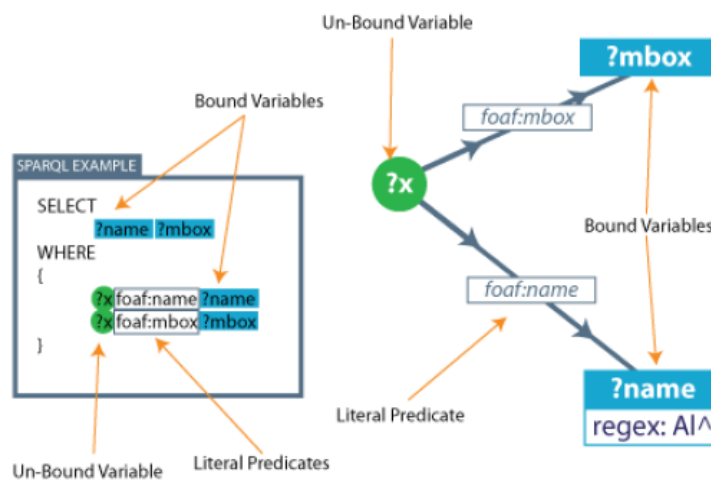 Un-Bound Variable
?mbox
Bound Variables
foaf:mbox
SPARQL EXAMPLE
?x
SELECT
?name ?mbox
Bound Variables
WHERE
{
?x foaf:name ?name
?x foaf:mbox ?mbox
}
foaf:name
?name
regex: Al^
Literal Predicate
Un-Bound Variable
Literal Predicates